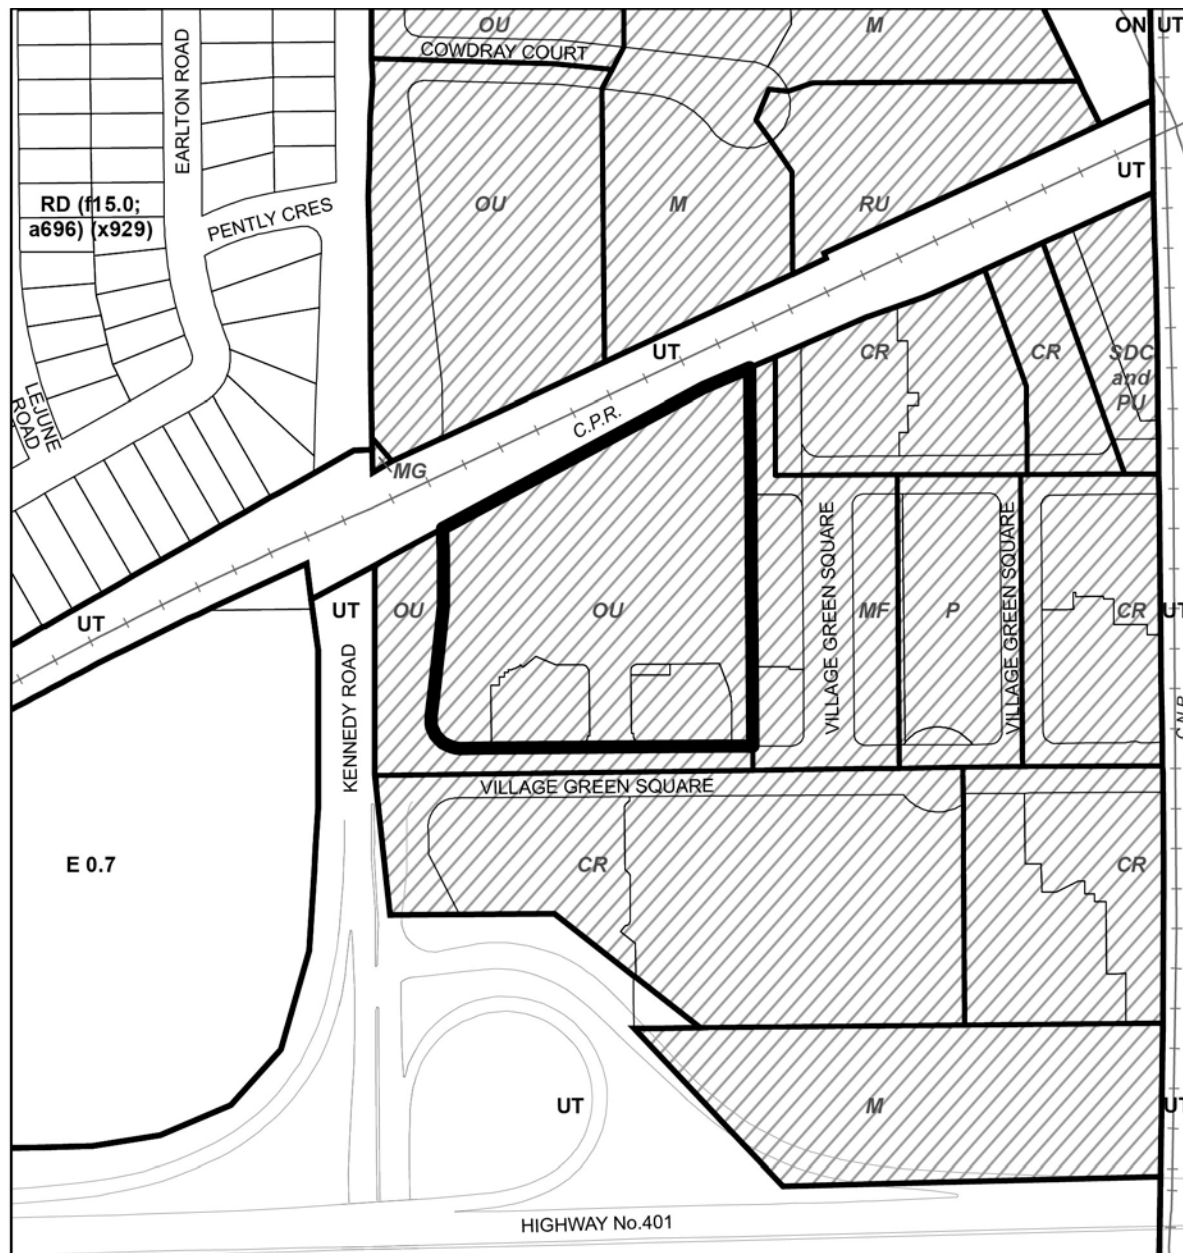 OU
M
ON
UT
COWDRAY COURT
EARLTON ROAD
RD (f15.0;
a696) (x929)
PENTLY CRES
OU
M
RU
UT
UT
CR
CR
SDC
and
PU
LEJUNE
ROAD
C.P.R.
MG
UT
UT
OU
OU
VILLAGE GREEN SQUARE
MF
P
VILLAGE GREEN SQUARE
CR
UT
KENNEDY ROAD
C.N.R.
VILLAGE GREEN SQUARE
E 0.7
CR
CR
UT
M
UT
HIGHWAY No.401